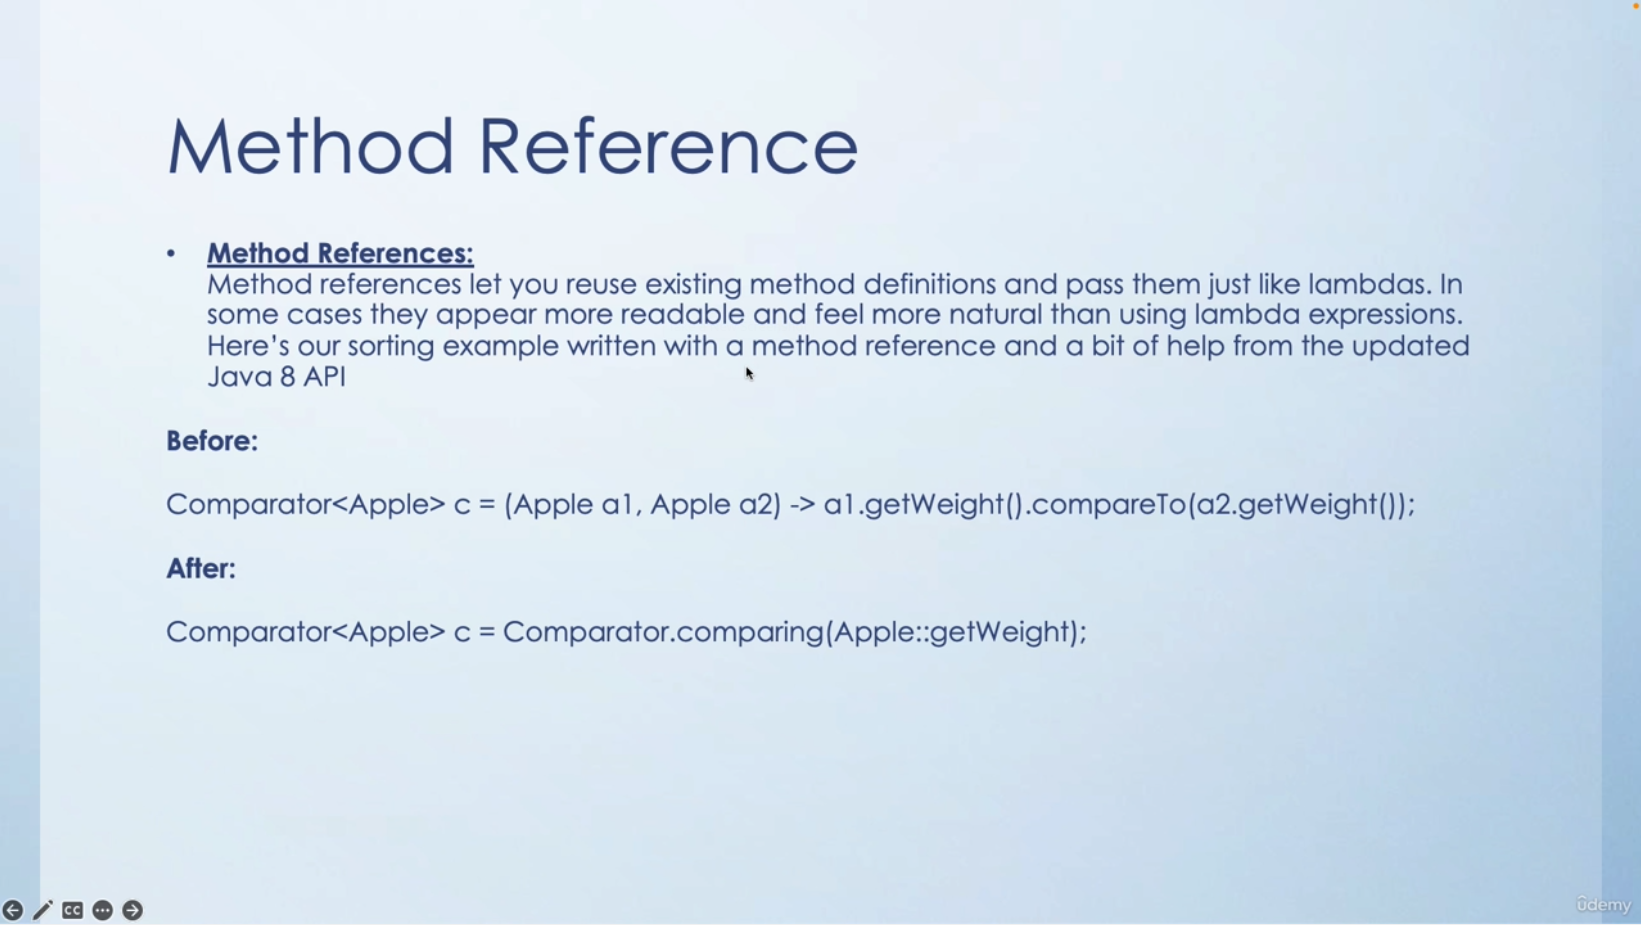 Method Reference
• Method References:
Method references let you reuse existing method definitions and pass them just like lambdas. In
some cases they appear more readable and feel more natural than using lambda expressions.
Here’s our sorting example written with a method reference and a bit of help from the updated
Java 8 API
Before:
Comparator<Apple> c = (Apple a1, Apple a2) -> a1.getWeight().compareTo(a2.getWeight());
After:
Comparator<Apple> c = Comparator.comparing(Apple::getWeight);
CC
ûdemy